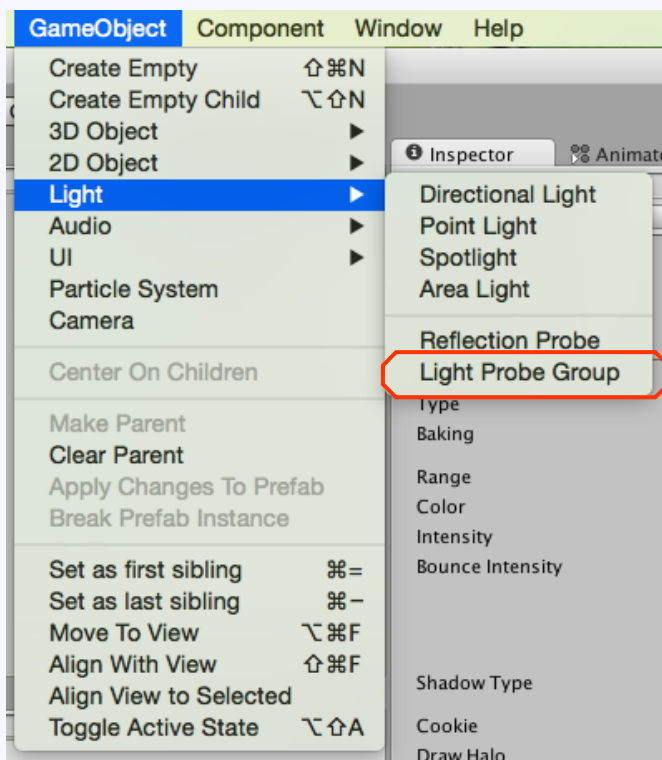 GameObject Component Window Help
Create Empty ⇧⌘N
Create Empty Child ⌥⇧N
3D Object ▶
2D Object ▶
Light ▶
Audio ▶
UI ▶
Particle System
Camera
Center On Children
Make Parent
Clear Parent
Apply Changes To Prefab
Break Prefab Instance
Set as first sibling ⌘=
Set as last sibling ⌘−
Move To View ⌥⌘F
Align With View ⇧⌘F
Align View to Selected
Toggle Active State ⌥⇧A
Inspector
Directional Light
Point Light
Spotlight
Area Light
Reflection Probe
Light Probe Group
Type
Baking
Range
Color
Intensity
Bounce Intensity
Shadow Type
Cookie
Draw Halo